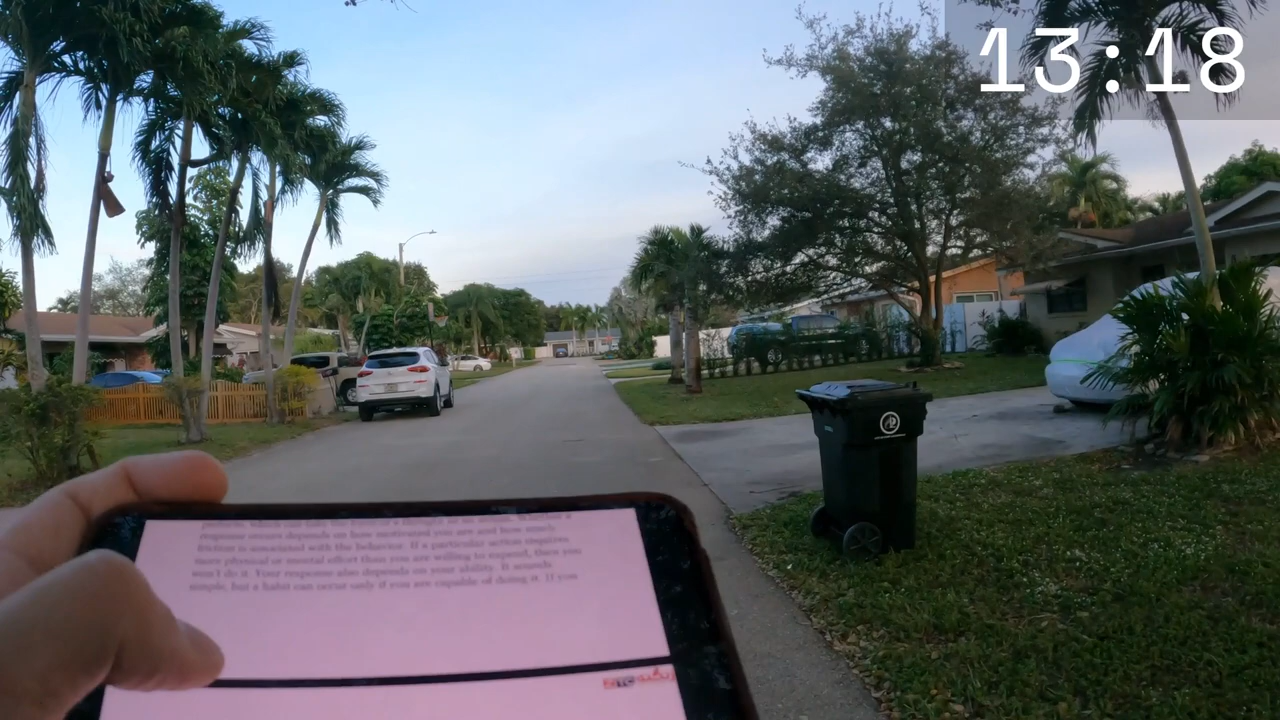 13:18
response occurs depends on how motivated you are and how much
friction is associated with the behavior. If a particular action requires
more physical or mental effort than you are willing to expend, then you
won't do it. Your response also depends on your ability. It sounds
simple, but a habit can occur only if you are capable of doing it. If you